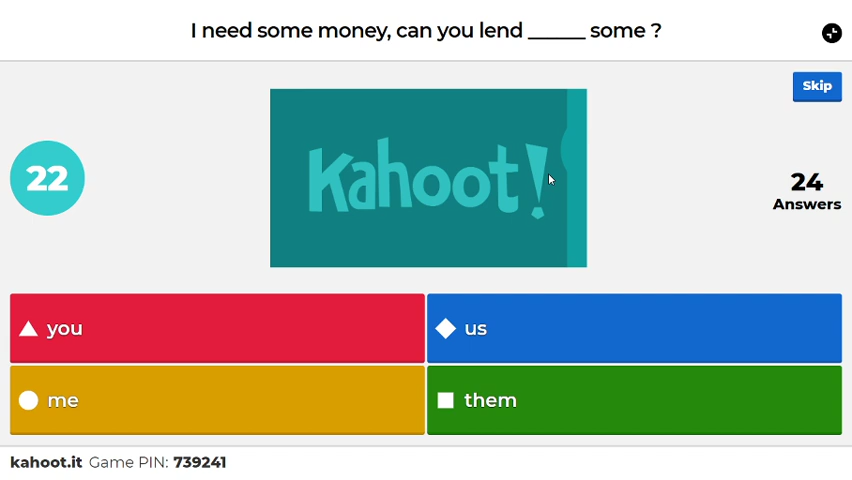 I need some money, can you lend ______ some ?
Skip
22
Kahoot!
24
Answers
you
us
me
them
kahoot.it Game PIN: 739241